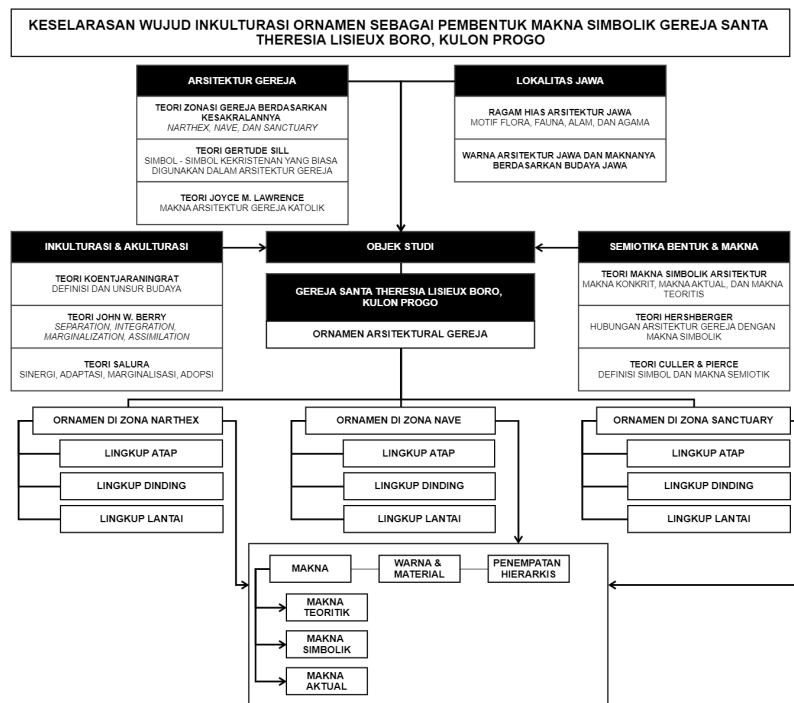 KESELARASAN WUJUD INKULTURASI ORNAMEN SEBAGAI PEMBENTUK MAKNA SIMBOLIK GEREJA SANTA
THERESIA LISIEUX BORO, KULON PROGO
ARSITEKTUR GEREJA
TEORI ZONASI GEREJA BERDASARKAN
KESAKRALANNYA
NARTHEX, NAVE, DAN SANCTUARY
TEORI GERTUDE SILL
SIMBOL - SIMBOL KEKRISTENAN YANG BIASA
DIGUNAKAN DALAM ARSITEKTUR GEREJA
TEORI JOYCE M. LAWRENCE
MAKNA ARSITEKTUR GEREJA KATOLIK
LOKALITAS JAWA
RAGAM HIAS ARSITEKTUR JAWA
MOTIF FLORA, FAUNA, ALAM, DAN AGAMA
WARNA ARSITEKTUR JAWA DAN MAKNANYA
BERDASARKAN BUDAYA JAWA
INKULTURASI & AKULTURASI
TEORI KOENTJARANINGRAT
DEFINISI DAN UNSUR BUDAYA
TEORI JOHN W. BERRY
SEPARATION, INTEGRATION,
MARGINALIZATION, ASSIMILATION
TEORI SALURA
SINERGI, ADAPTASI, MARGINALISASI, ADOPSI
OBJEK STUDI
GEREJA SANTA THERESIA LISIEUX BORO,
KULON PROGO
ORNAMEN ARSITEKTURAL GEREJA
SEMIOTIKA BENTUK & MAKNA
TEORI MAKNA SIMBOLIK ARSITEKTUR
MAKNA KONKRIT, MAKNA AKTUAL, DAN MAKNA
TEORITIS
TEORI HERSHBERGER
HUBUNGAN ARSITEKTUR GEREJA DENGAN
MAKNA SIMBOLIK
TEORI CULLER & PIERCE
DEFINISI SIMBOL DAN MAKNA SEMIOTIK
ORNAMEN DI ZONA NARTHEX
LINGKUP ATAP
LINGKUP DINDING
LINGKUP LANTAI
ORNAMEN DI ZONA NAVE
LINGKUP ATAP
LINGKUP DINDING
LINGKUP LANTAI
ORNAMEN DI ZONA SANCTUARY
LINGKUP ATAP
LINGKUP DINDING
LINGKUP LANTAI
MAKNA
WARNA &
MATERIAL
PENEMPATAN
HIERARKIS
MAKNA
TEORITIK
MAKNA
SIMBOLIK
MAKNA
AKTUAL